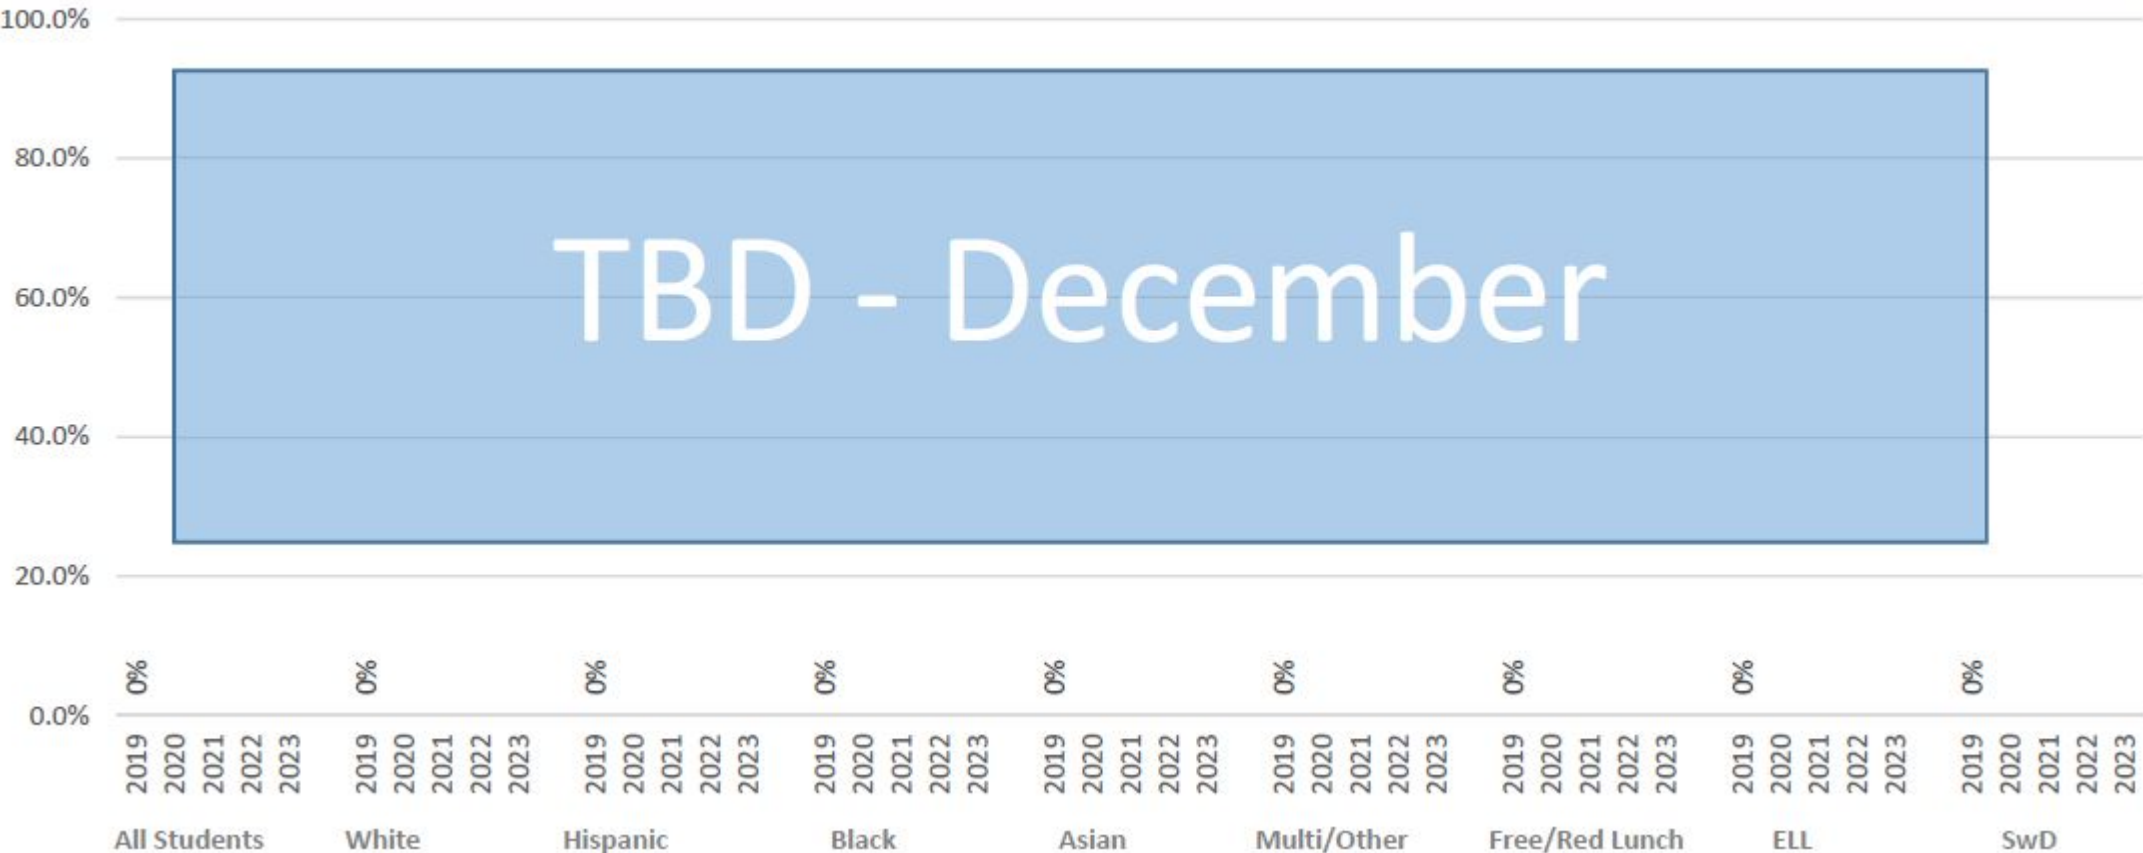 100.0%
80.0%
TBD - December
60.0%
40.0%
20.0%
0% 0% 0% 0% 0% 0% 0% 0% 0%
0.0%
2019 2020 2021 2022 2023 2019 2020 2021 2022 2023 2019 2020 2021 2022 2023 2019 2020 2021 2022 2023 2019 2020 2021 2022 2023 2019 2020 2021 2022 2023 2019 2020 2021 2022 2023 2019 2020 2021 2022 2023 2019 2020 2021 2022 2023
All Students White Hispanic Black Asian Multi/Other Free/Red Lunch ELL SwD